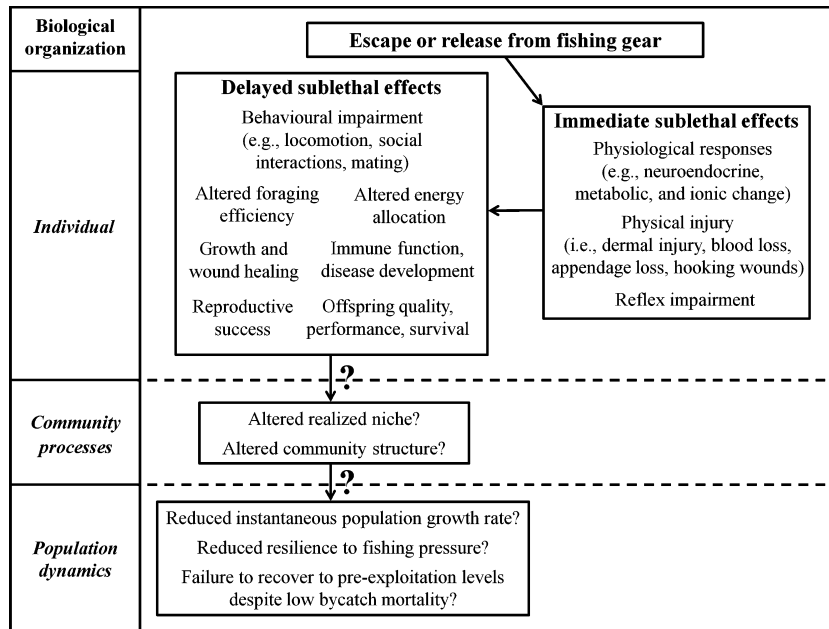 Biological
organization
Escape or release from fishing gear
Individual
Delayed sublethal effects
Behavioural impairment
(e.g., locomotion, social
interactions, mating)
Altered foraging
efficiency
Altered energy
allocation
Growth and
wound healing
Immune function,
disease development
Reproductive
success
Offspring quality,
performance, survival
Immediate sublethal effects
Physiological responses
(e.g., neuroendocrine,
metabolic, and ionic change)
Physical injury
(i.e., dermal injury, blood loss,
appendage loss, hooking wounds)
Reflex impairment
?
Community
processes
Altered realized niche?
Altered community structure?
?
Population
dynamics
Reduced instantaneous population growth rate?
Reduced resilience to fishing pressure?
Failure to recover to pre-exploitation levels
despite low bycatch mortality?